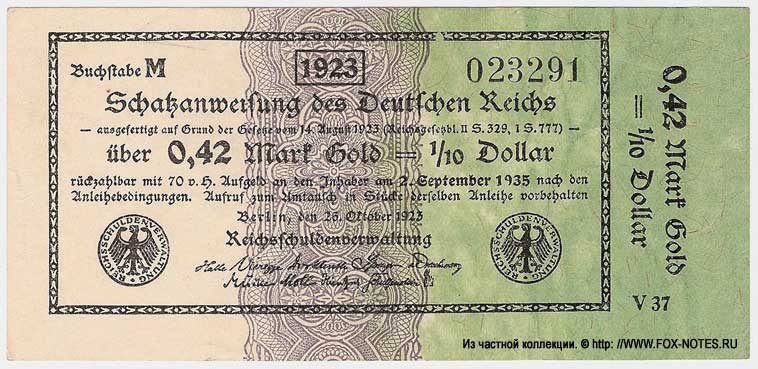 Buchstabe M
1923
023291
Schatzanweisung des Deutschen Reichs
— ausgefertigt auf Grund der Gesetze vom 14. August 1923 (Reichsgesetzbl. II S. 329, I S. 777) —
über 0,42 Mark Gold = 1/10 Dollar
rückzahlbar mit 70 v. H. Aufgeld an den Inhaber am 2. September 1935 nach den
Anleihebedingungen. Aufruf zum Umtausch in Stücke derselben Anleihe vorbehalten
Berlin, den 26. Oktober 1923
Reichsschuldenverwaltung
REICHSSCHULDENVERWALTUNG
REICHSSCHULDENVERWALTUNG
0,42 Mark Gold
= 1/10 Dollar
V 37
Из частной коллекции. © http: //WWW.FOX-NOTES.RU